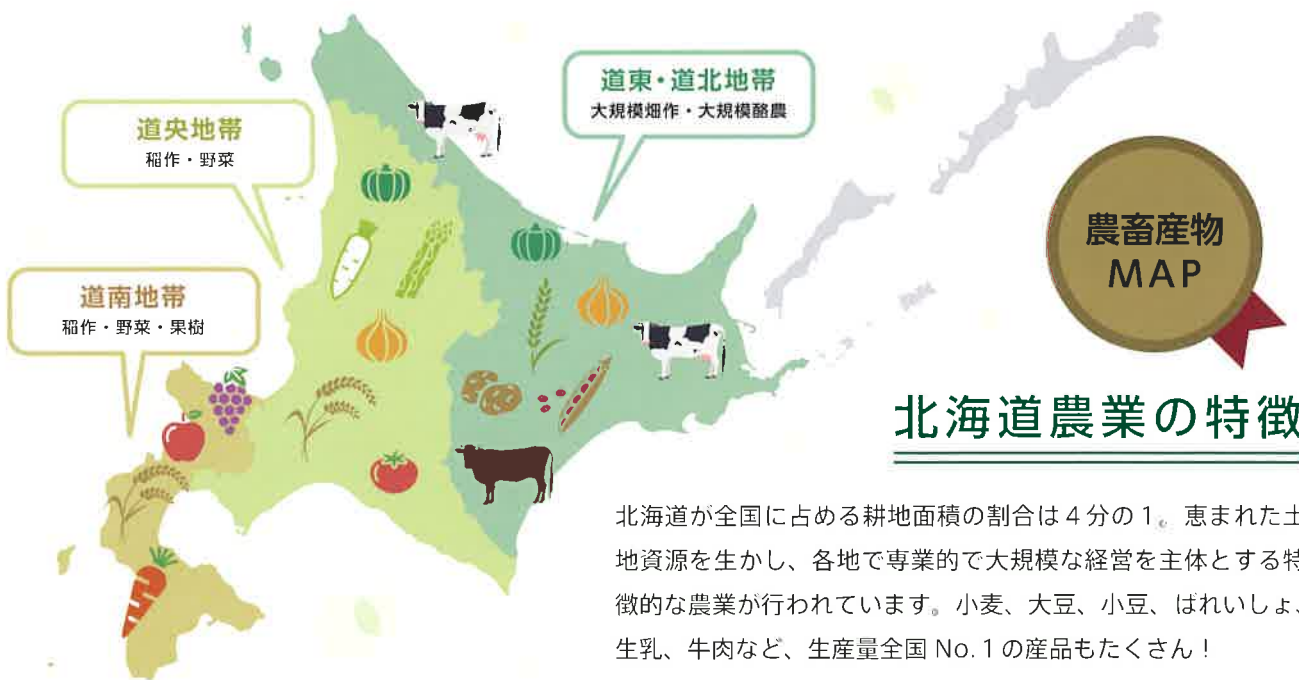 道東・道北地帯
大規模畑作・大規模酪農
道央地帯
稲作・野菜
道南地帯
稲作・野菜・果樹
農畜産物
MAP
北海道農業の特徴
北海道が全国に占める耕地面積の割合は4分の1。恵まれた土
地資源を生かし、各地で専業的で大規模な経営を主体とする特
徴的な農業が行われています。小麦、大豆、小豆、ばれいしょ、
生乳、牛肉など、生産量全国 No.1の産品もたくさん！